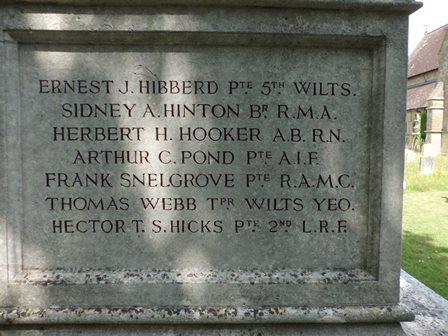 ERNEST J. HIBBERD PTE 5TH WILTS.
SIDNEY A. HINTON BR R.M.A.
HERBERT H. HOOKER A.B. R.N.
ARTHUR C. POND PTE A.I.F.
FRANK SNELGROVE PTE R.A.M.C.
THOMAS WEBB TPR WILTS YEO.
HECTOR T. S. HICKS PTE 2ND L.R.F.